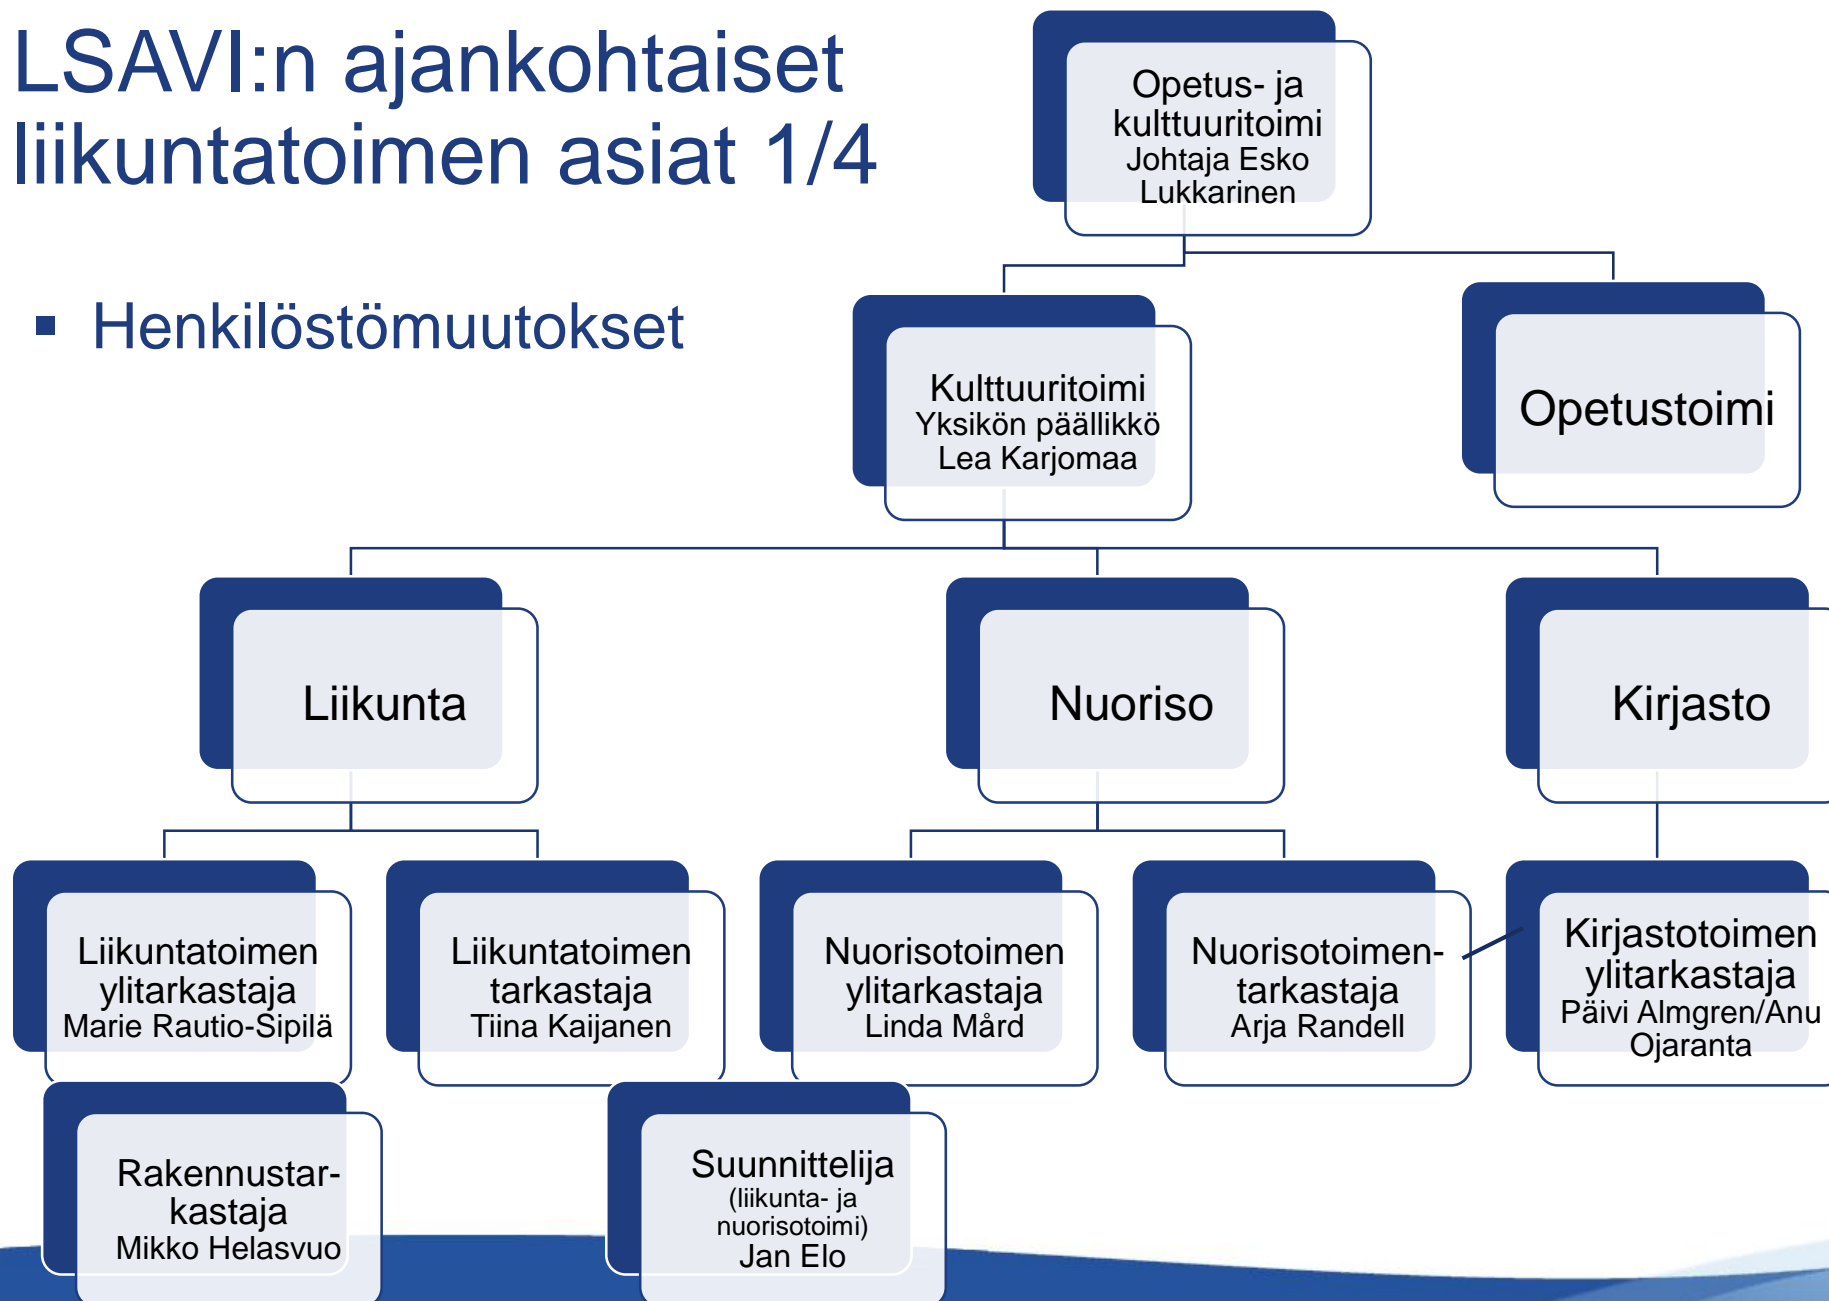 LSAVI:n ajankohtaiset
liikuntatoimen asiat 1/4
▪ Henkilöstömuutokset
Opetus- ja
kulttuuritoimi
Johtaja Esko
Lukkarinen
Kulttuuritoimi
Yksikön päällikkö
Lea Karjomaa
Opetustoimi
Liikunta
Nuoriso
Kirjasto
Liikuntatoimen
ylitarkastaja
Marie Rautio-Sipilä
Liikuntatoimen
tarkastaja
Tiina Kaijanen
Nuorisotoimen
ylitarkastaja
Linda Mård
Nuorisotoimen-
tarkastaja
Arja Randell
Kirjastotoimen
ylitarkastaja
Päivi Almgren/Anu
Ojaranta
Rakennustar-
kastaja
Mikko Helasvuo
Suunnittelija
(liikunta- ja
nuorisotoimi)
Jan Elo